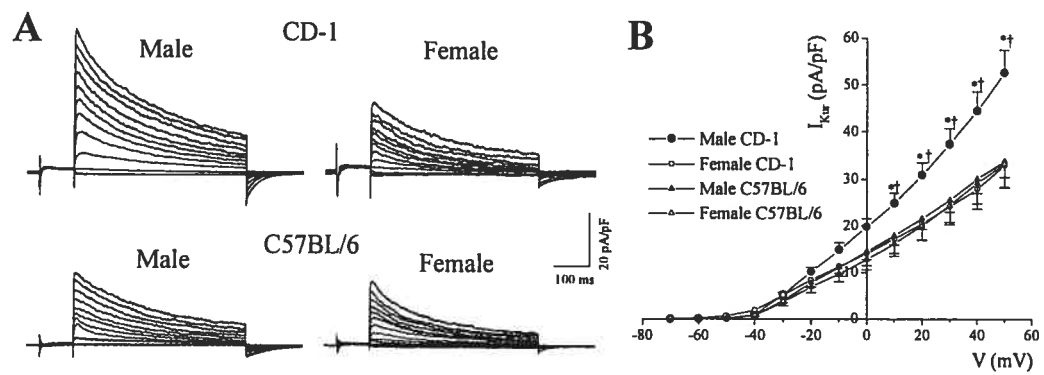 A
CD-1
Male
Female
C57BL/6
Male
Female
20 pA/pF
100 ms
B
I_Kur (pA/pF)
60
50
40
30
20
10
0
•†
•†
•†
•†
•†
Male CD-1
Female CD-1
Male C57BL/6
Female C57BL/6
-80 -60 -40 -20 0 20 40 60
V (mV)